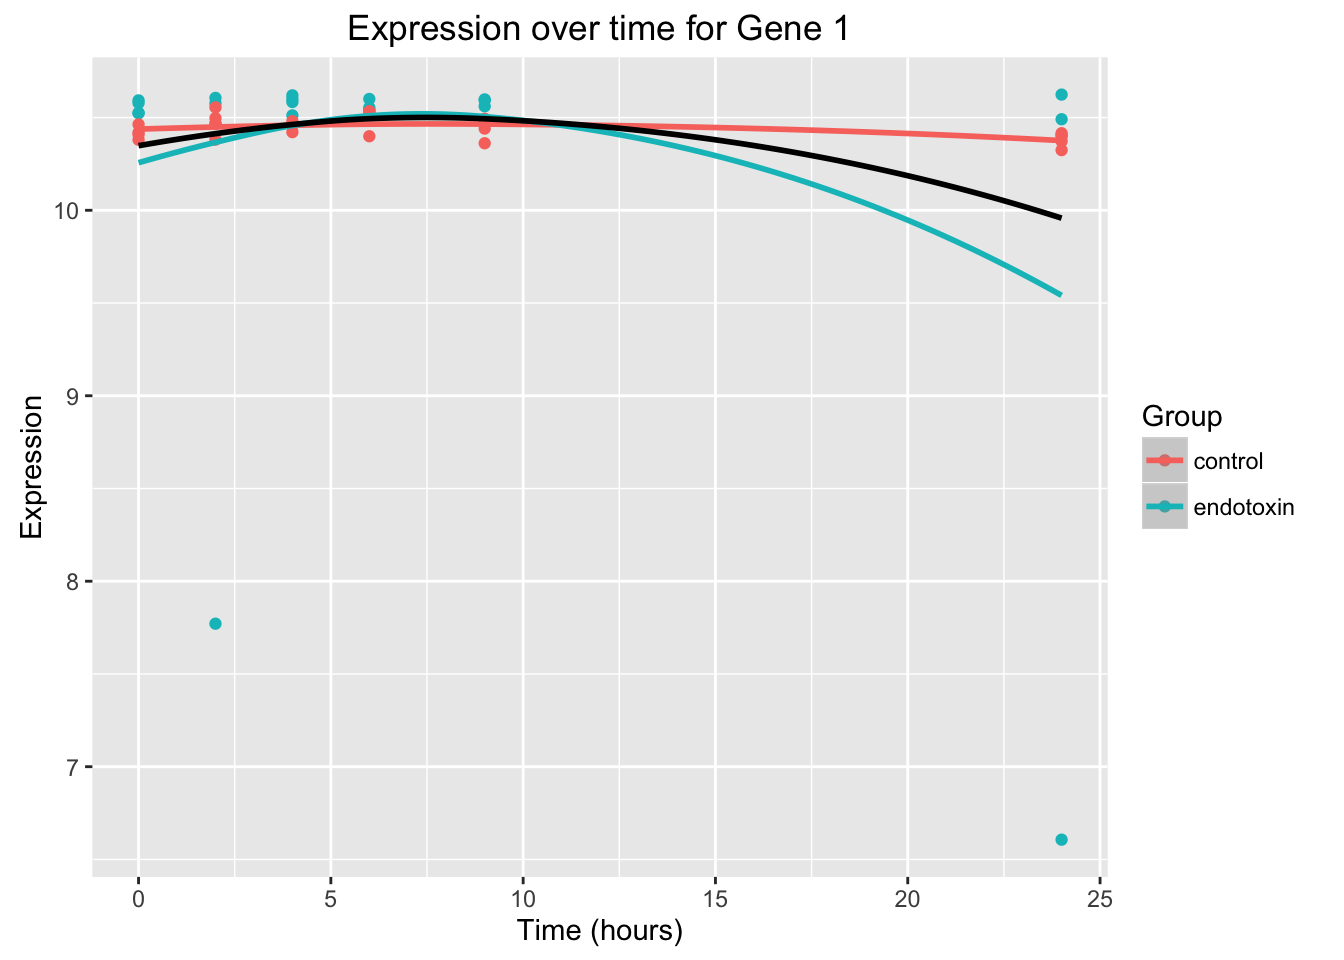 Expression over time for Gene 1
Expression
10
9
8
7
0 5 10 15 20 25
Time (hours)
Group
control
endotoxin